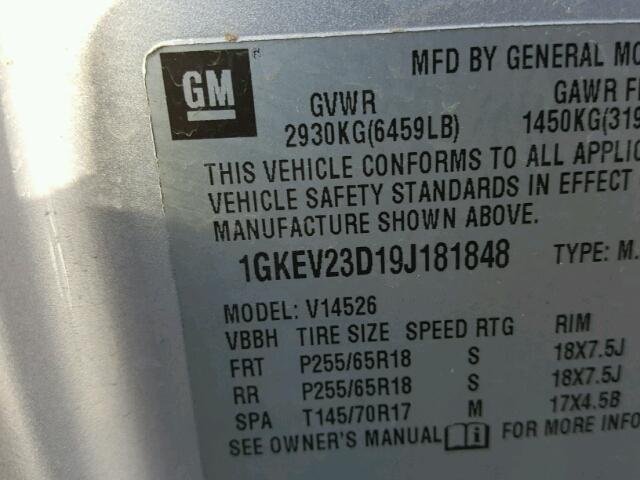 GM ®
MFD BY GENERAL MO
GVWR GAWR F
2930KG(6459LB) 1450KG(319
THIS VEHICLE CONFORMS TO ALL APPLIC
VEHICLE SAFETY STANDARDS IN EFFECT
MANUFACTURE SHOWN ABOVE.
1GKEV23D19J181848 TYPE: M.
MODEL: V14526
VBBH TIRE SIZE SPEED RTG RIM
FRT P255/65R18 S 18X7.5J
RR P255/65R18 S 18X7.5J
SPA T145/70R17 M 17X4.5B
SEE OWNER'S MANUAL FOR MORE INFO